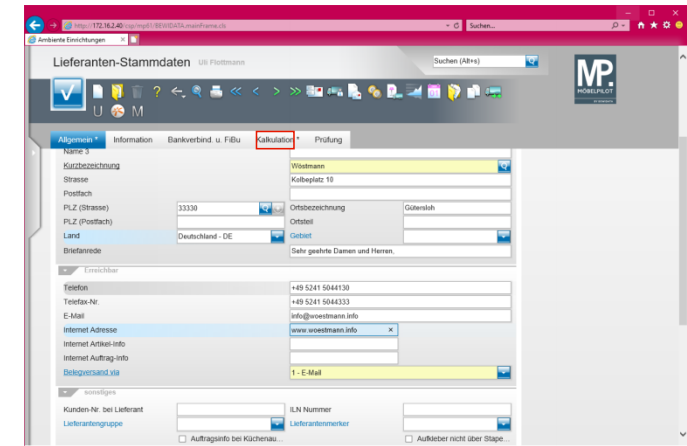 http://172.16.2.40/csp/mp61/BEWIDATA.mainFrame.cls
Suchen...
Ambiente Einrichtungen
Lieferanten-Stammdaten Uli Flottmann
Suchen (Alt+s)
MP.
MÖBELPILOT
U M
Allgemein * Information Bankverbind. u. FiBu Kalkulation * Prüfung
Name 3
Kurzbezeichnung Wöstmann
Strasse Kolbeplatz 10
Postfach
PLZ (Strasse) 33330 Ortsbezeichnung Gütersloh
PLZ (Postfach) Ortsteil
Land Deutschland - DE Gebiet
Briefanrede Sehr geehrte Damen und Herren,
Erreichbar
Telefon +49 5241 5044130
Telefax-Nr. +49 5241 5044333
E-Mail info@woestmann.info
Internet Adresse www.woestmann.info
Internet Artikel-Info
Internet Auftrag-Info
Belegversand via 1 - E-Mail
sonstiges
Kunden-Nr. bei Lieferant ILN Nummer
Lieferantengruppe Lieferantenmerker
Auftragsinfo bei Küchenau... Aufkleber nicht über Stape...